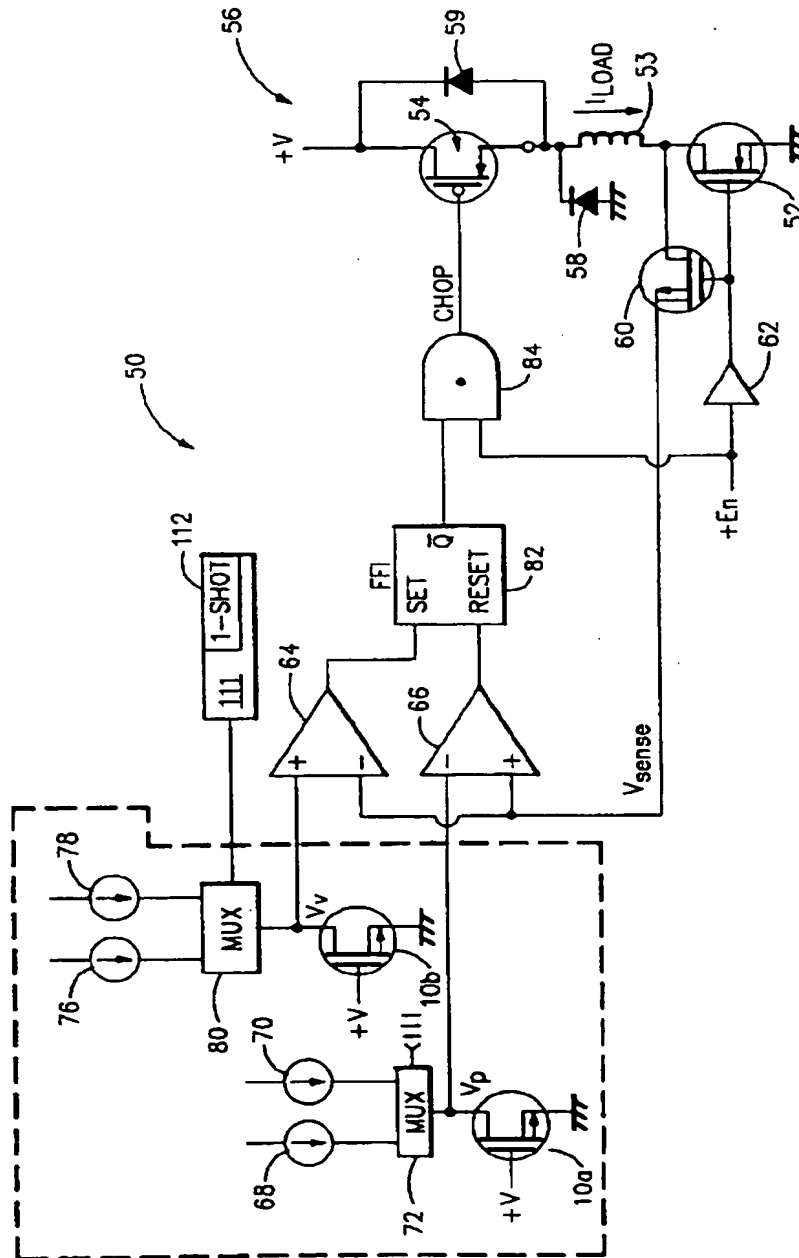 50
56
+V
59
54
ILOAD
53
58
52
60
CHOP
84
62
+En
112
1-SHOT
111
FF1
SET
Q
RESET
82
64
+
-
66
-
+
Vsense
76
78
MUX
80
Vv
+V
10b
68
70
MUX
111
72
Vp
+V
10a